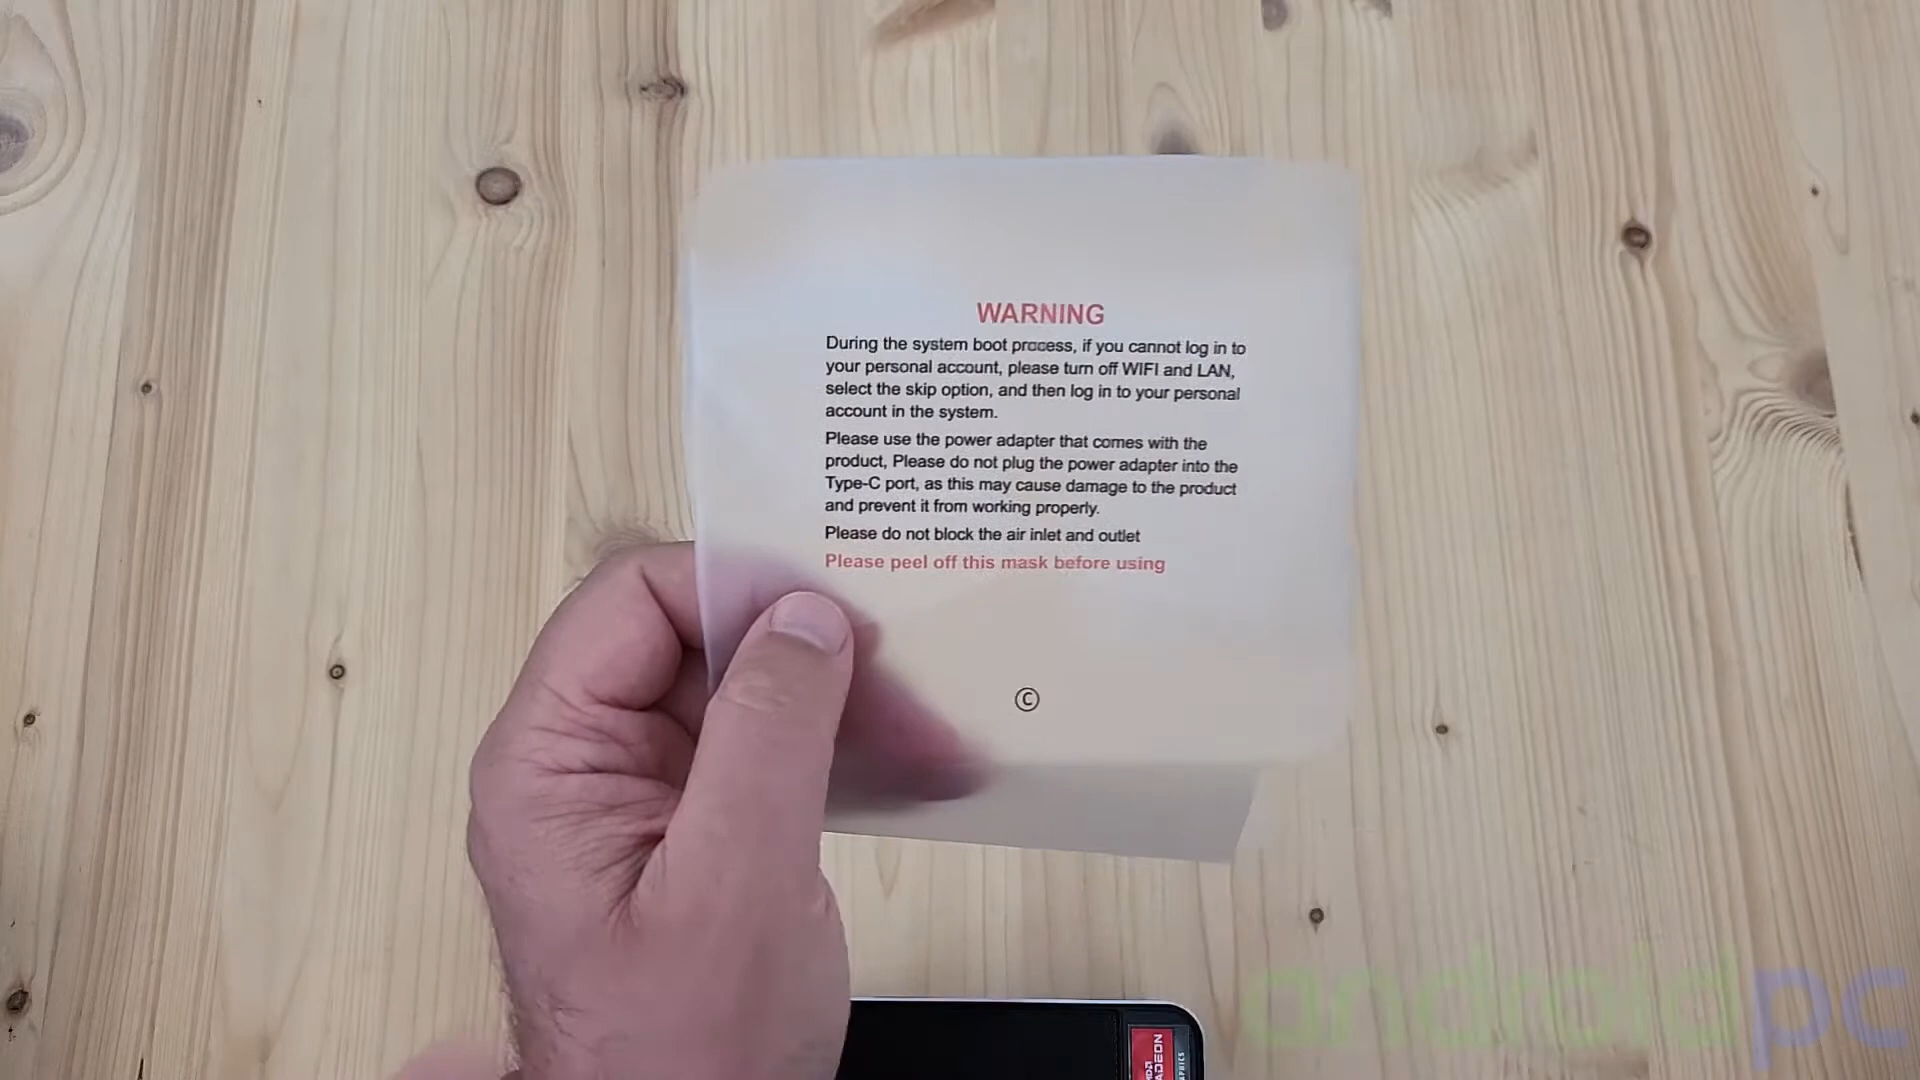 WARNING
During the system boot process, if you cannot log in to
your personal account, please turn off WIFI and LAN,
select the skip option, and then log in to your personal
account in the system.
Please use the power adapter that comes with the
product, Please do not plug the power adapter into the
Type-C port, as this may cause damage to the product
and prevent it from working properly.
Please do not block the air inlet and outlet
Please peel off this mask before using
©
AMD
RADEON
GRAPHICS
androidpc